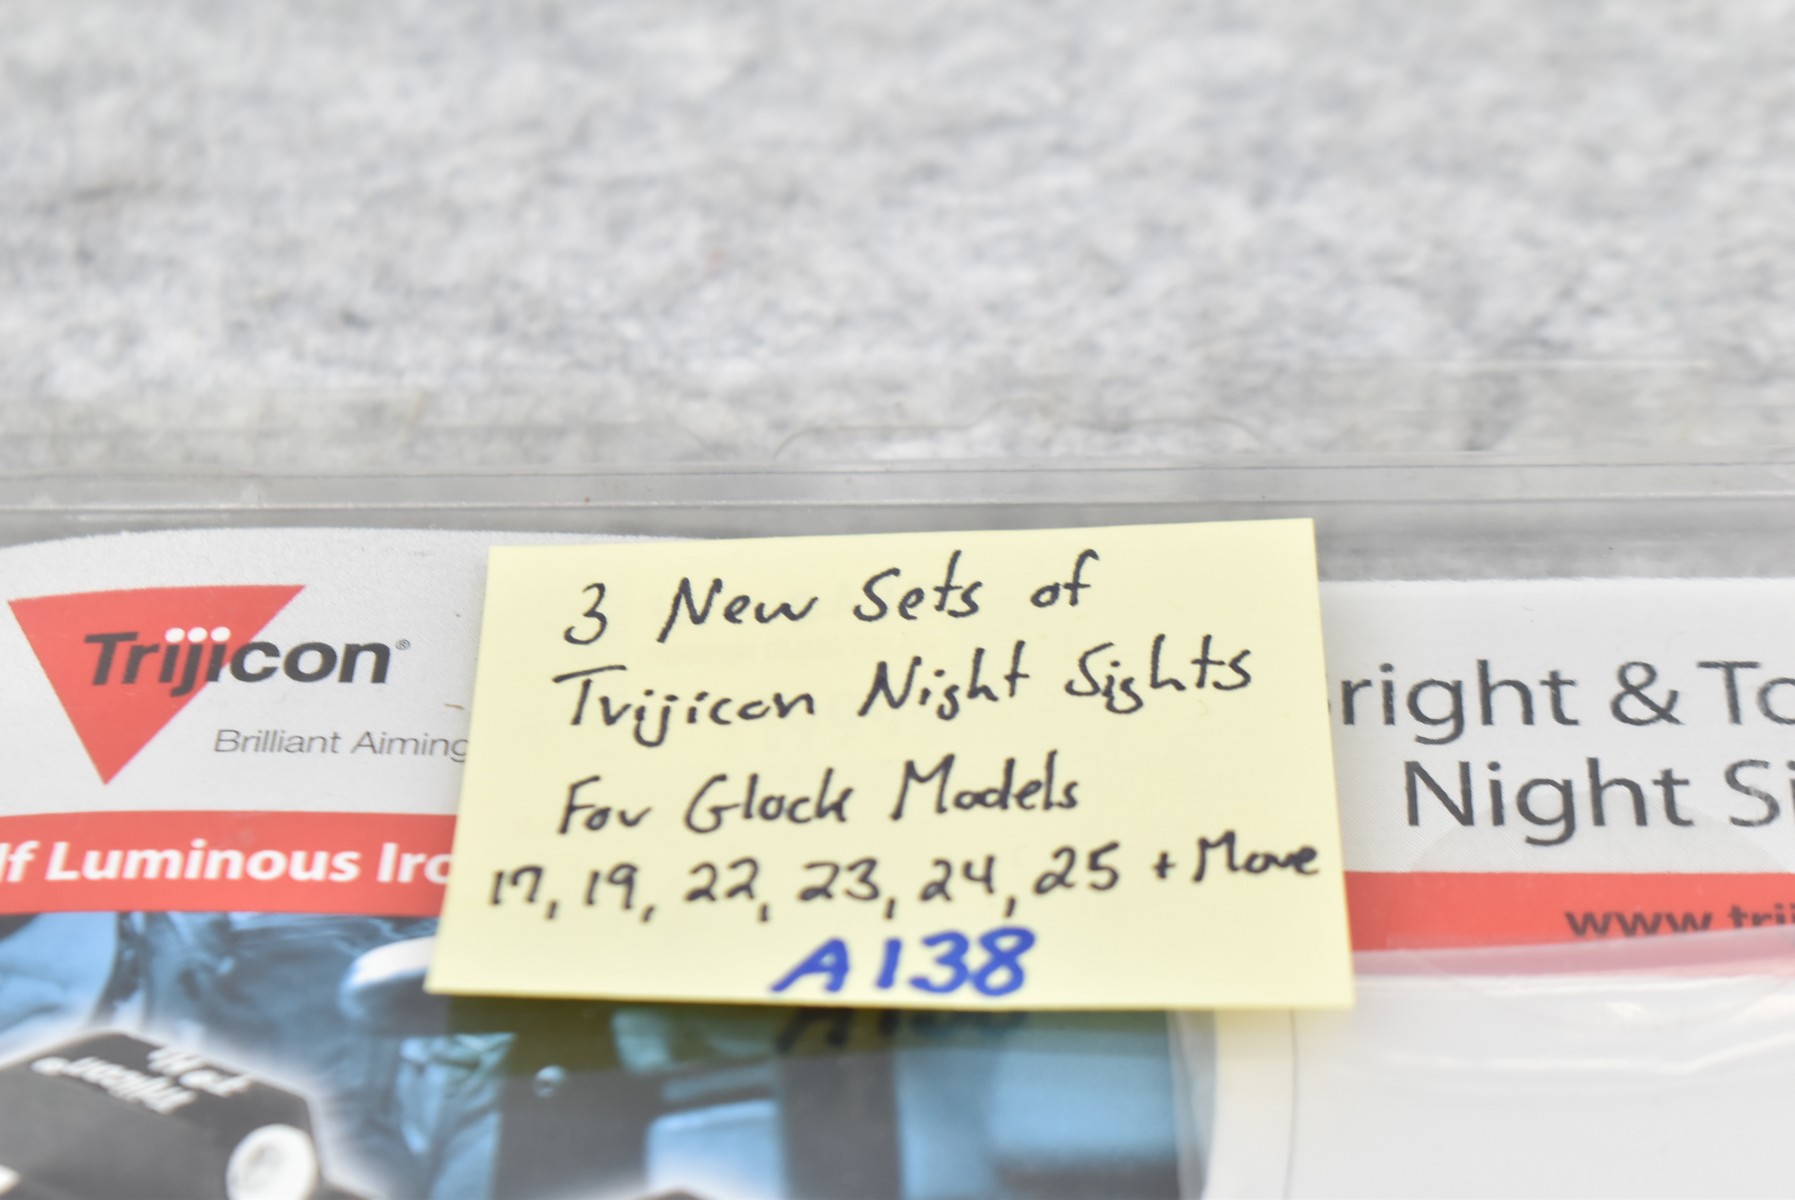 Trijicon®
Brilliant Aiming
lf Luminous Iro
3 New Sets of
Trijicon Night Sights
For Glock Models
17, 19, 22, 23, 24, 25 + More
A138
right & To
Night Si
www.trij